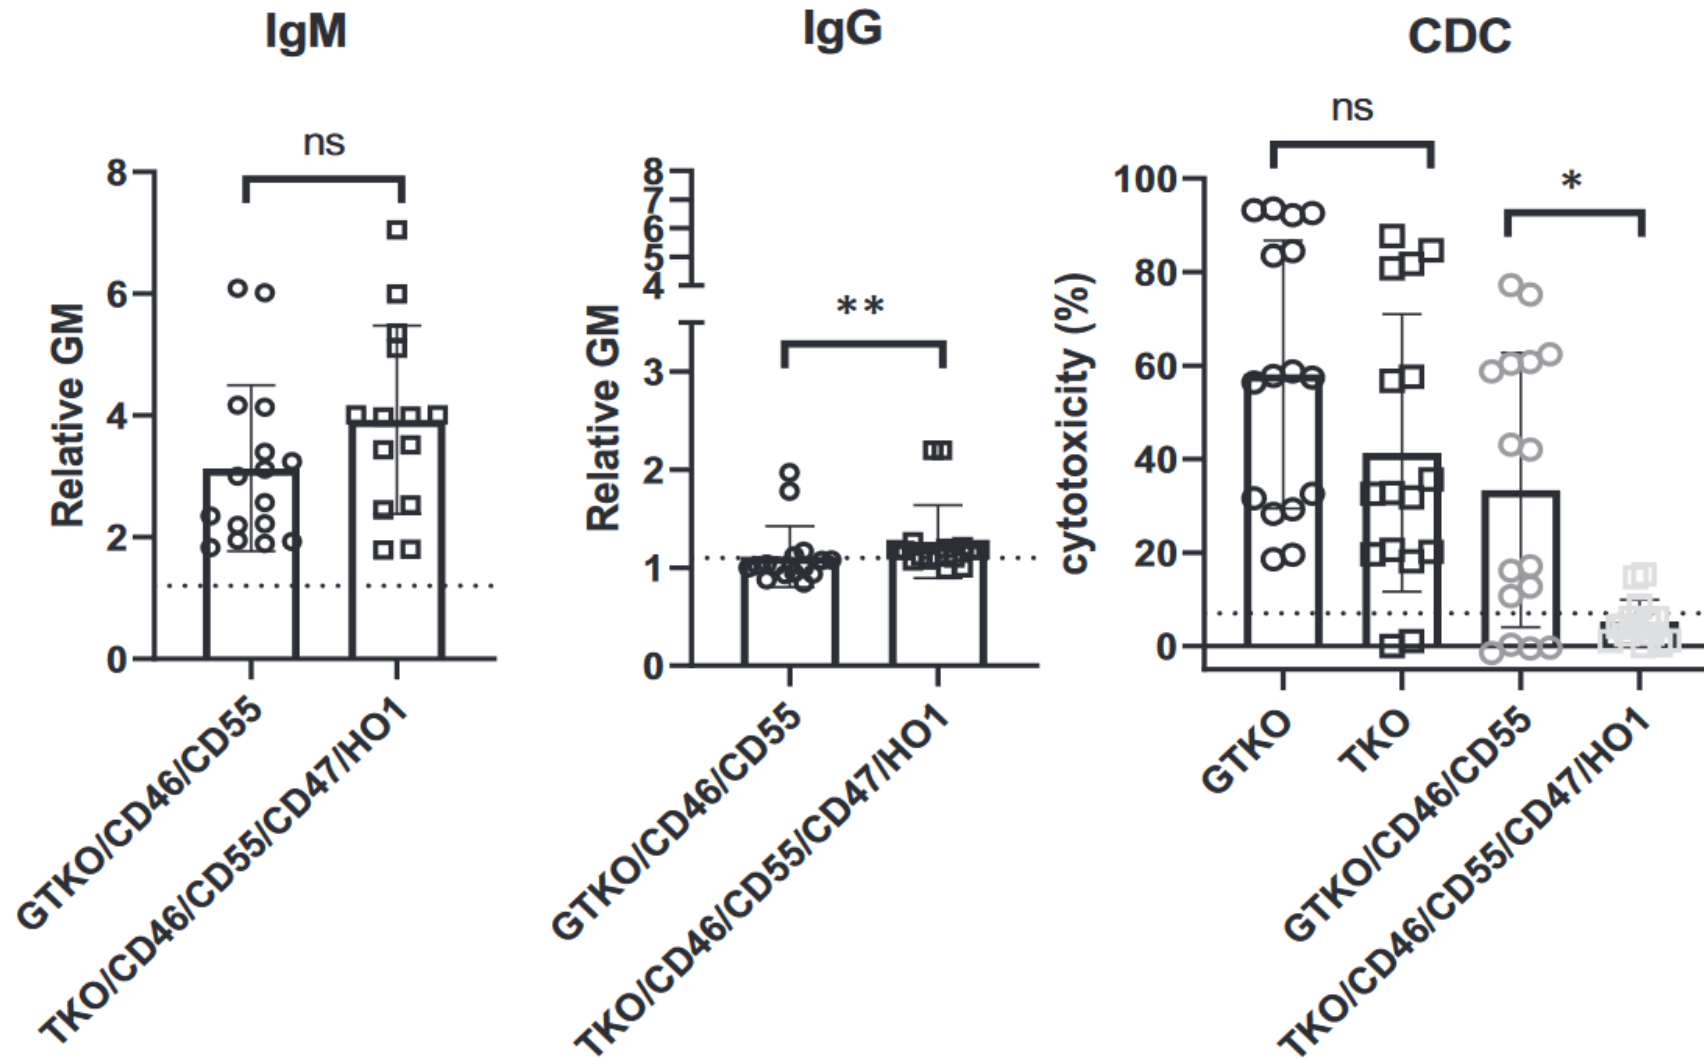 IgM
ns
8
6
4
2
0
Relative GM
GTKO/CD46/CD55
TKO/CD46/CD55/CD47/HO1
IgG
**
8
7
6
5
4
3
2
1
0
Relative GM
GTKO/CD46/CD55
TKO/CD46/CD55/CD47/HO1
CDC
ns
*
100
80
60
40
20
0
cytotoxicity (%)
GTKO
TKO
GTKO/CD46/CD55
TKO/CD46/CD55/CD47/HO1